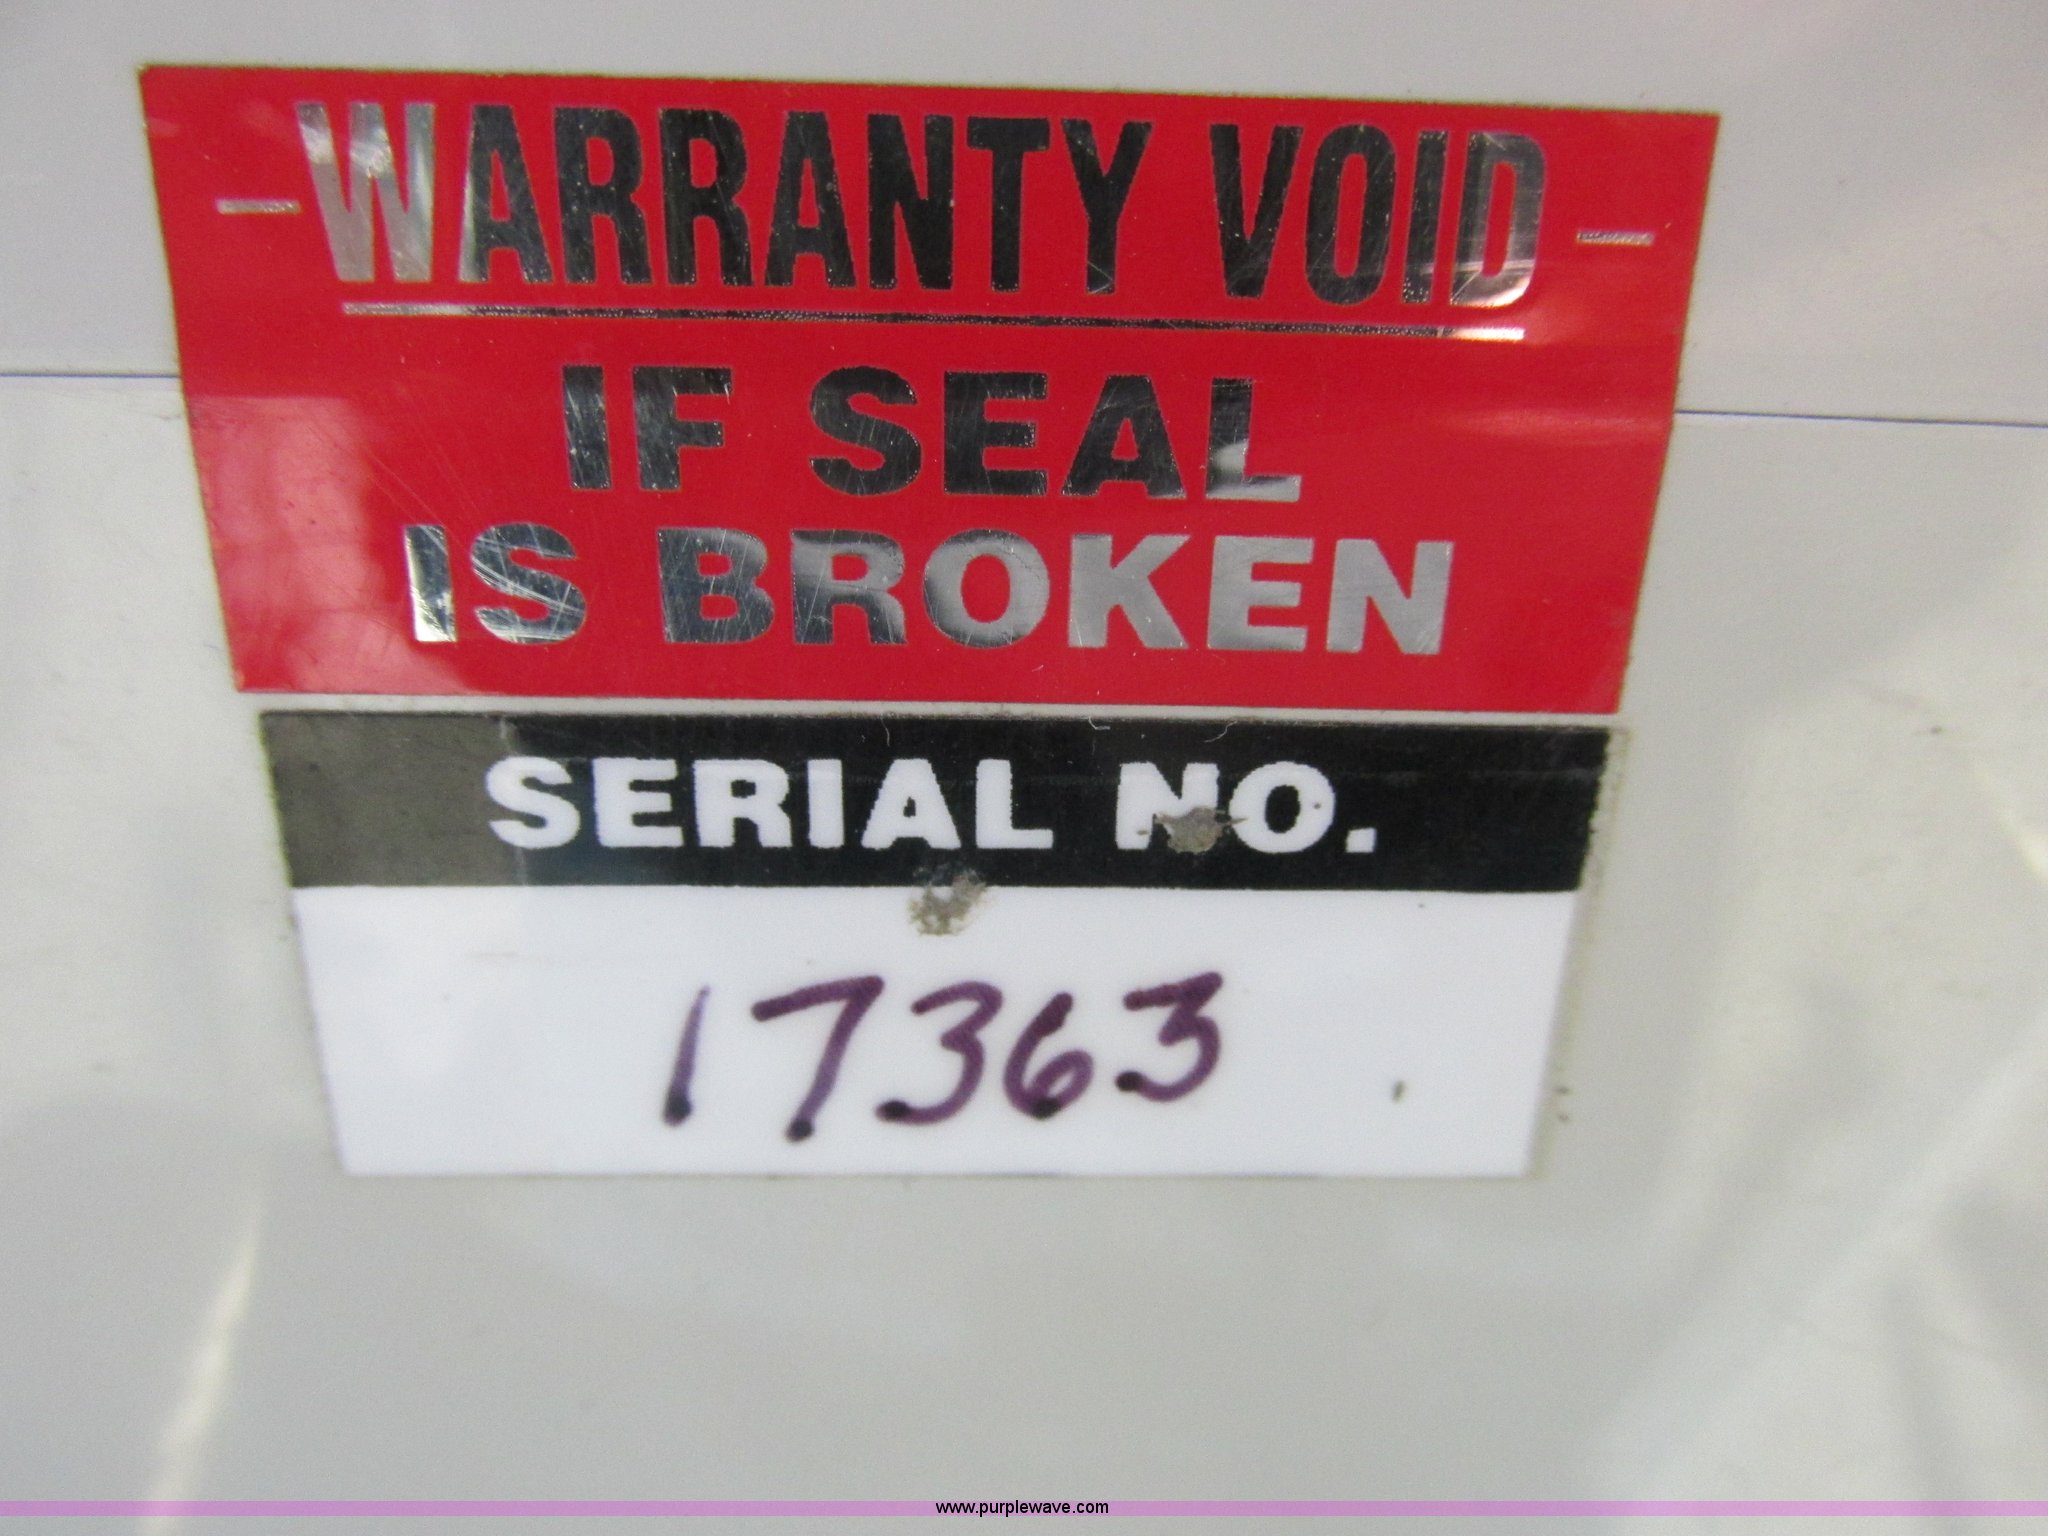 -WARRANTY VOID-
IF SEAL
IS BROKEN
SERIAL NO.
17363
www.purplewave.com